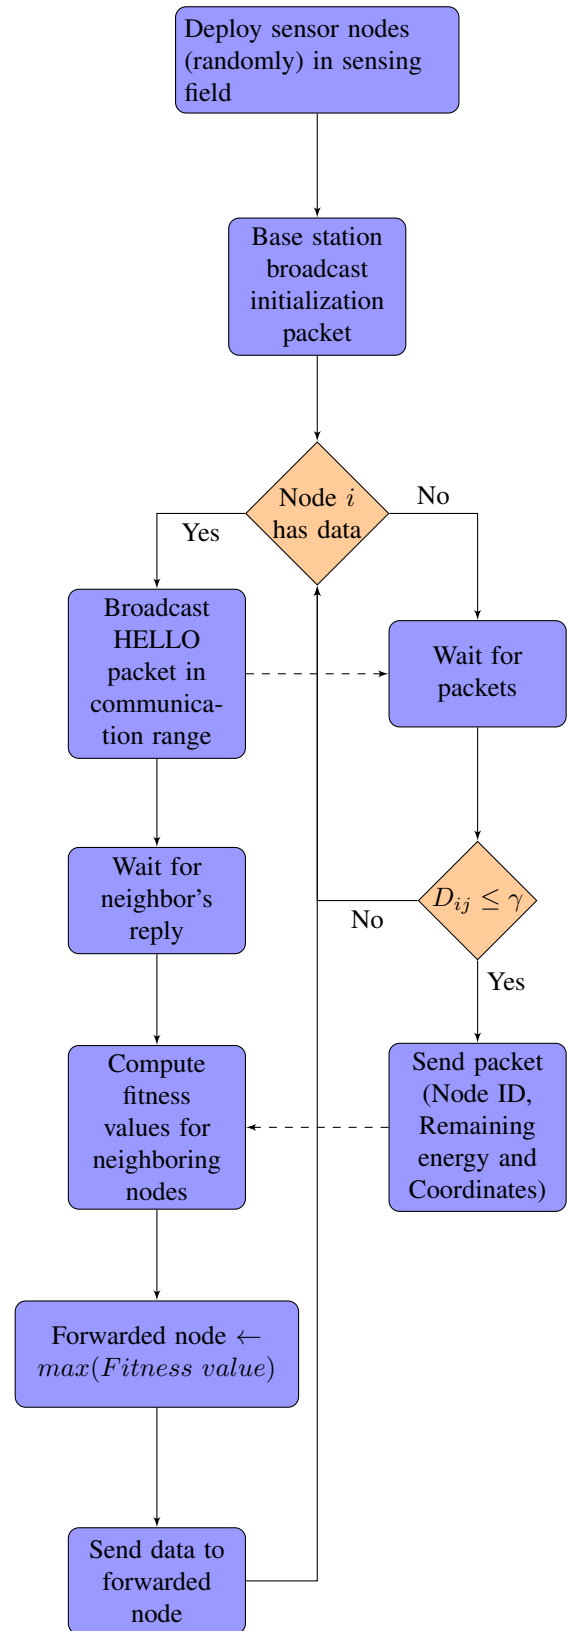 Deploy sensor nodes
(randomly) in sensing
field
Base station
broadcast
initialization
packet
Node i
has data
No
Yes
Broadcast
HELLO
packet in
communica-
tion range
Wait for
packets
Wait for
neighbor's
reply
D_{ij} ≤ γ
No
Yes
Compute
fitness
values for
neighboring
nodes
Send packet
(Node ID,
Remaining
energy and
Coordinates)
Forwarded node ←
max(Fitness value)
Send data to
forwarded
node